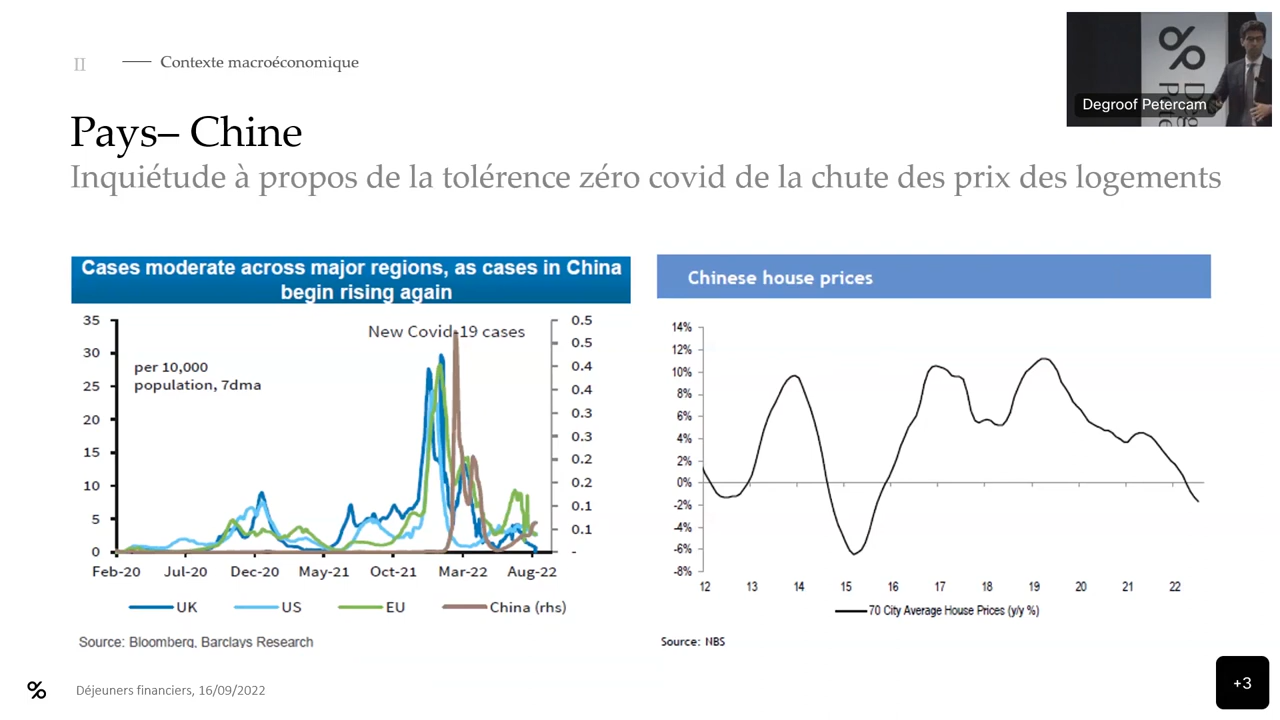 II
Contexte macroéconomique
Degroof Petercam
Pays– Chine
Inquiétude à propos de la tolérence zéro covid de la chute des prix des logements
Cases moderate across major regions, as cases in China
begin rising again
New Covid-19 cases
per 10,000
population, 7dma
35
30
25
20
15
10
5
0
0.5
0.5
0.4
0.4
0.3
0.3
0.2
0.2
0.1
0.1
-
Feb-20 Jul-20 Dec-20 May-21 Oct-21 Mar-22 Aug-22
UK US EU China (rhs)
Source: Bloomberg, Barclays Research
Chinese house prices
14%
12%
10%
8%
6%
4%
2%
0%
-2%
-4%
-6%
-8%
12 13 14 15 16 17 18 19 20 21 22
70 City Average House Prices (y/y %)
Source: NBS
Déjeuners financiers, 16/09/2022
+3